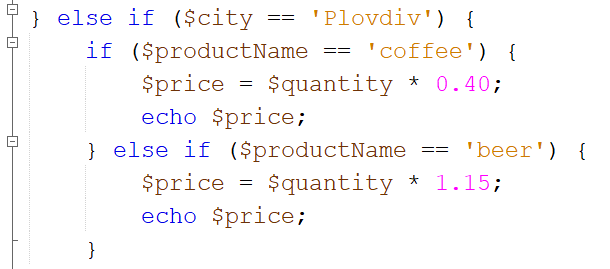 } else if ($city == 'Plovdiv') {
    if ($productName == 'coffee') {
        $price = $quantity * 0.40;
        echo $price;
    } else if ($productName == 'beer') {
        $price = $quantity * 1.15;
        echo $price;
    }